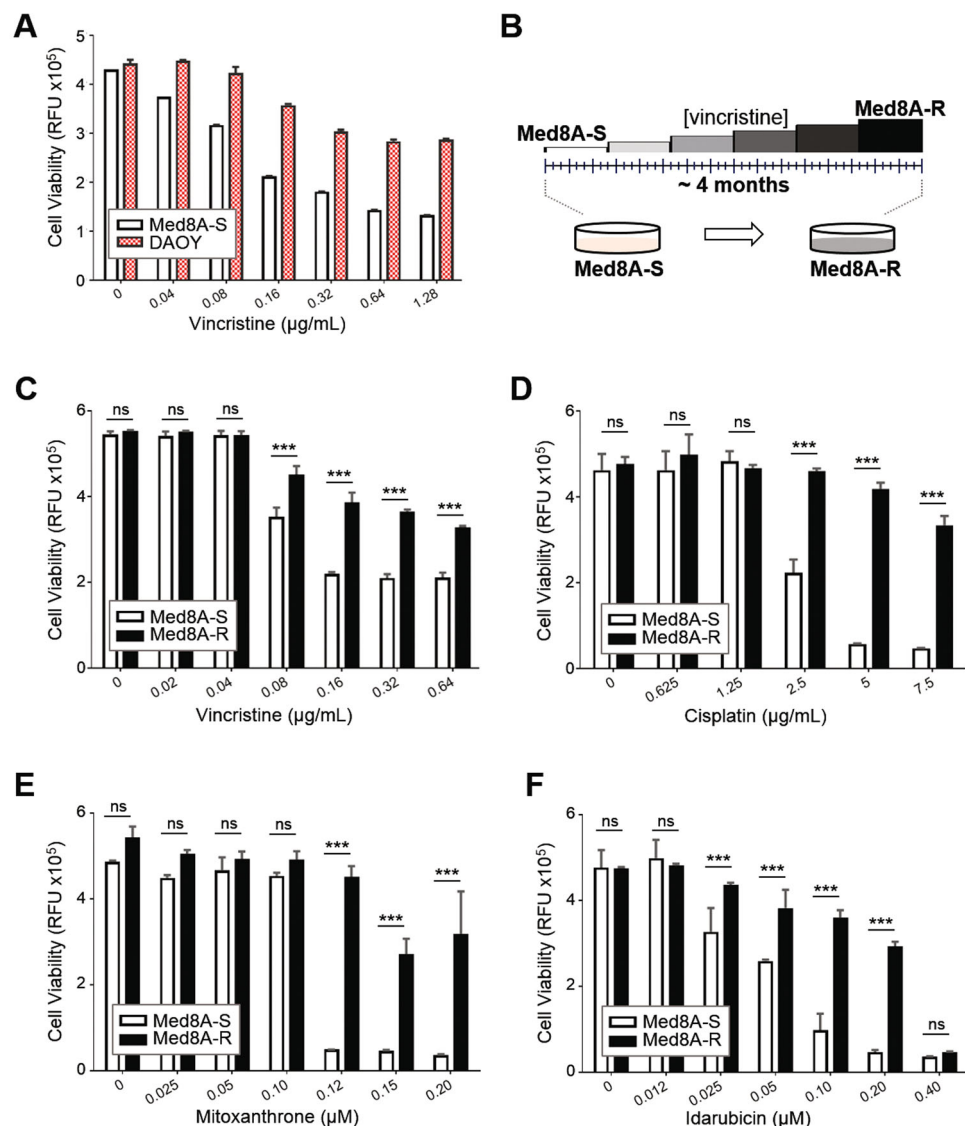 A
Cell Viability (RFU x10⁵)
5
4
3
2
1
0
Med8A-S
DAOY
0
0.04
0.08
0.16
0.32
0.64
1.28
Vincristine (µg/mL)
B
Med8A-S
[vincristine]
Med8A-R
~ 4 months
Med8A-S
Med8A-R
C
Cell Viability (RFU x10⁵)
6
4
2
0
ns
ns
ns
***
***
***
***
Med8A-S
Med8A-R
0
0.02
0.04
0.08
0.16
0.32
0.64
Vincristine (µg/mL)
D
Cell Viability (RFU x10⁵)
6
4
2
0
ns
ns
ns
***
***
***
Med8A-S
Med8A-R
0
0.625
1.25
2.5
5
7.5
Cisplatin (µg/mL)
E
Cell Viability (RFU x10⁵)
6
4
2
0
ns
ns
ns
ns
***
***
***
Med8A-S
Med8A-R
0
0.025
0.05
0.10
0.12
0.15
0.20
Mitoxanthrone (µM)
F
Cell Viability (RFU x10⁵)
6
4
2
0
ns
ns
***
***
***
***
ns
Med8A-S
Med8A-R
0
0.012
0.025
0.05
0.10
0.20
0.40
Idarubicin (µM)